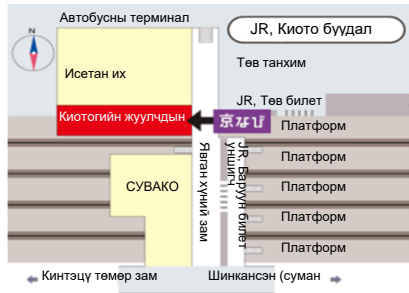 Автобусны терминал
JR, Киото буудал
Исетан их
Төв танхим
JR, Төв билет
Киотогийн жуулчдын
京なび
Платформ
Платформ
Платформ
Платформ
Платформ
Явган хүний зам
JR, Баруун билет
уншигч
СУВАКО
Кинтэцү төмөр зам
Шинкансэн (суман